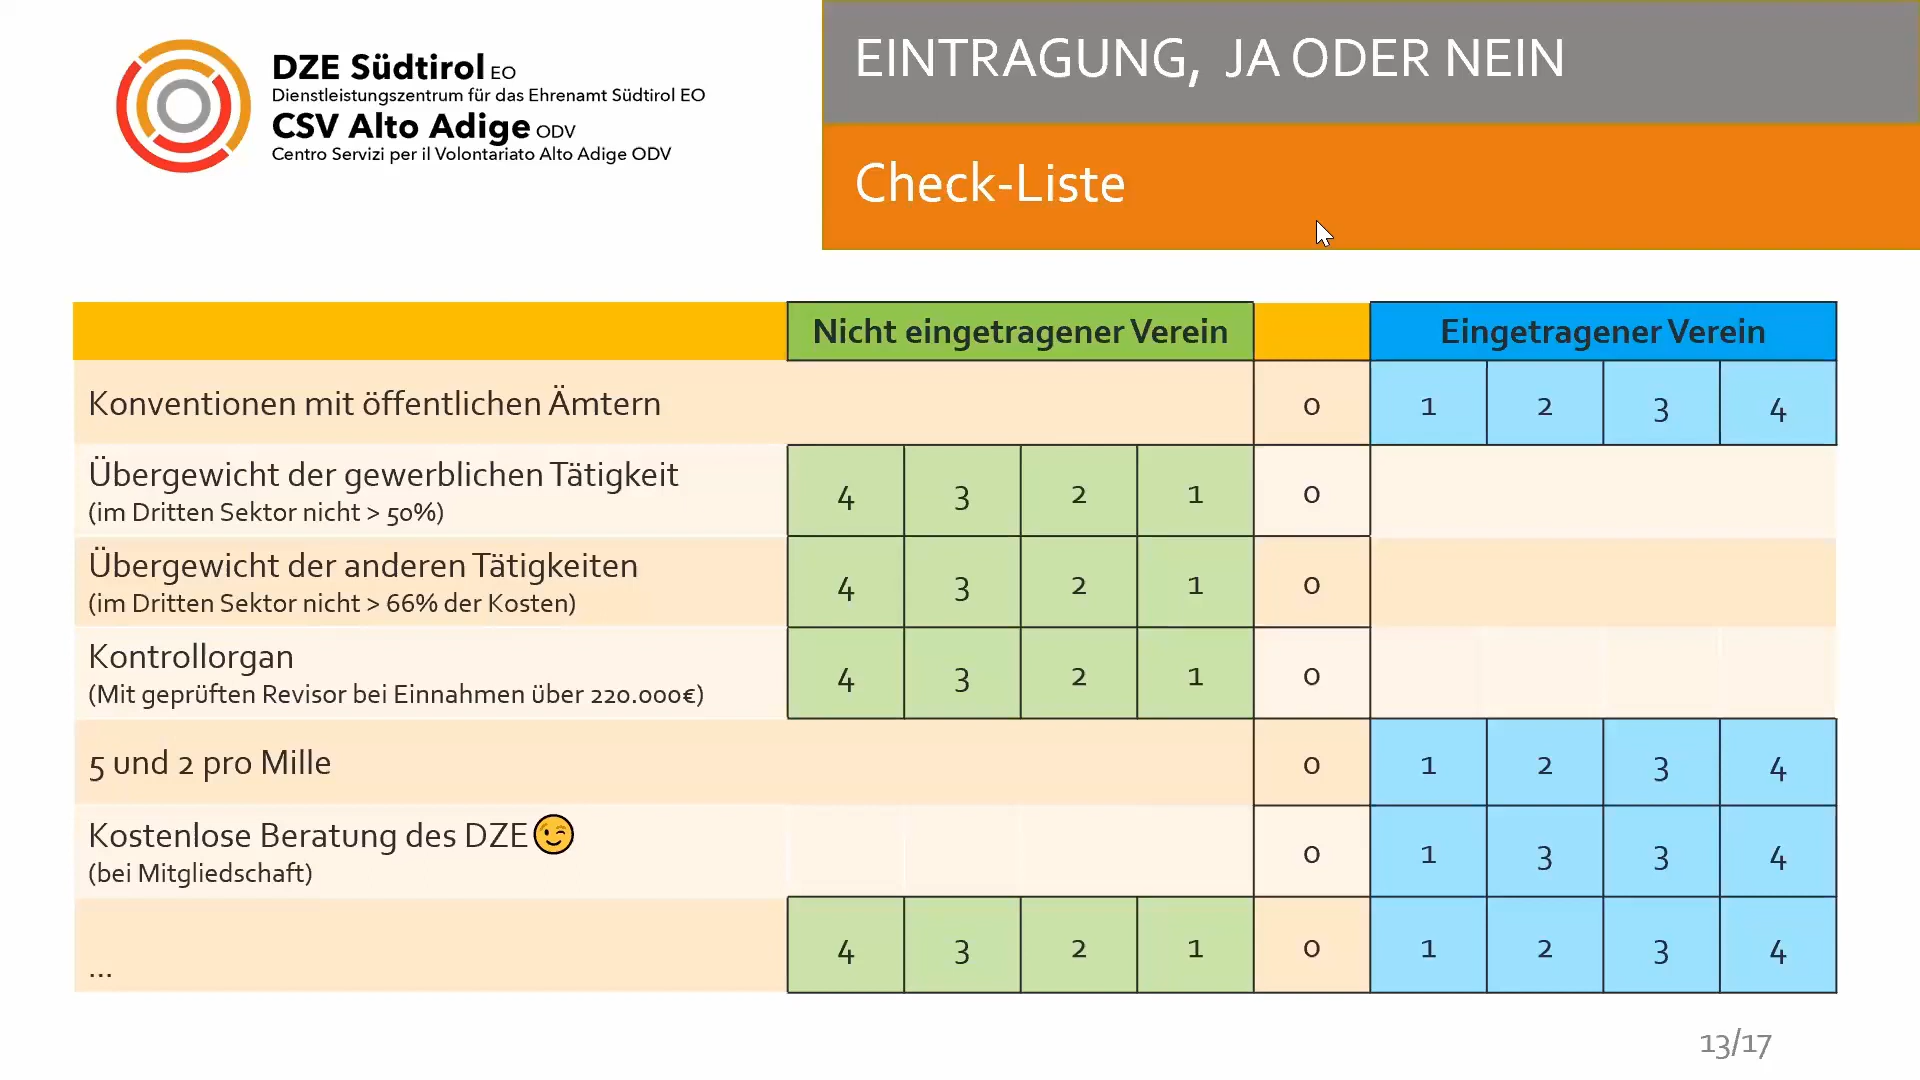 DZE Südtirol EO
Dienstleistungszentrum für das Ehrenamt Südtirol EO
CSV Alto Adige ODV
Centro Servizi per il Volontariato Alto Adige ODV
EINTRAGUNG, JA ODER NEIN
Check-Liste
Nicht eingetragener Verein Eingetragener Verein
Konventionen mit öffentlichen Ämtern 0 1 2 3 4
Übergewicht der gewerblichen Tätigkeit
(im Dritten Sektor nicht > 50%)
4 3 2 1 0
Übergewicht der anderen Tätigkeiten
(im Dritten Sektor nicht > 66% der Kosten)
4 3 2 1 0
Kontrollorgan
(Mit geprüften Revisor bei Einnahmen über 220.000€)
4 3 2 1 0
5 und 2 pro Mille 0 1 2 3 4
Kostenlose Beratung des DZE😉
(bei Mitgliedschaft)
0 1 3 3 4
... 4 3 2 1 0 1 2 3 4
13/17